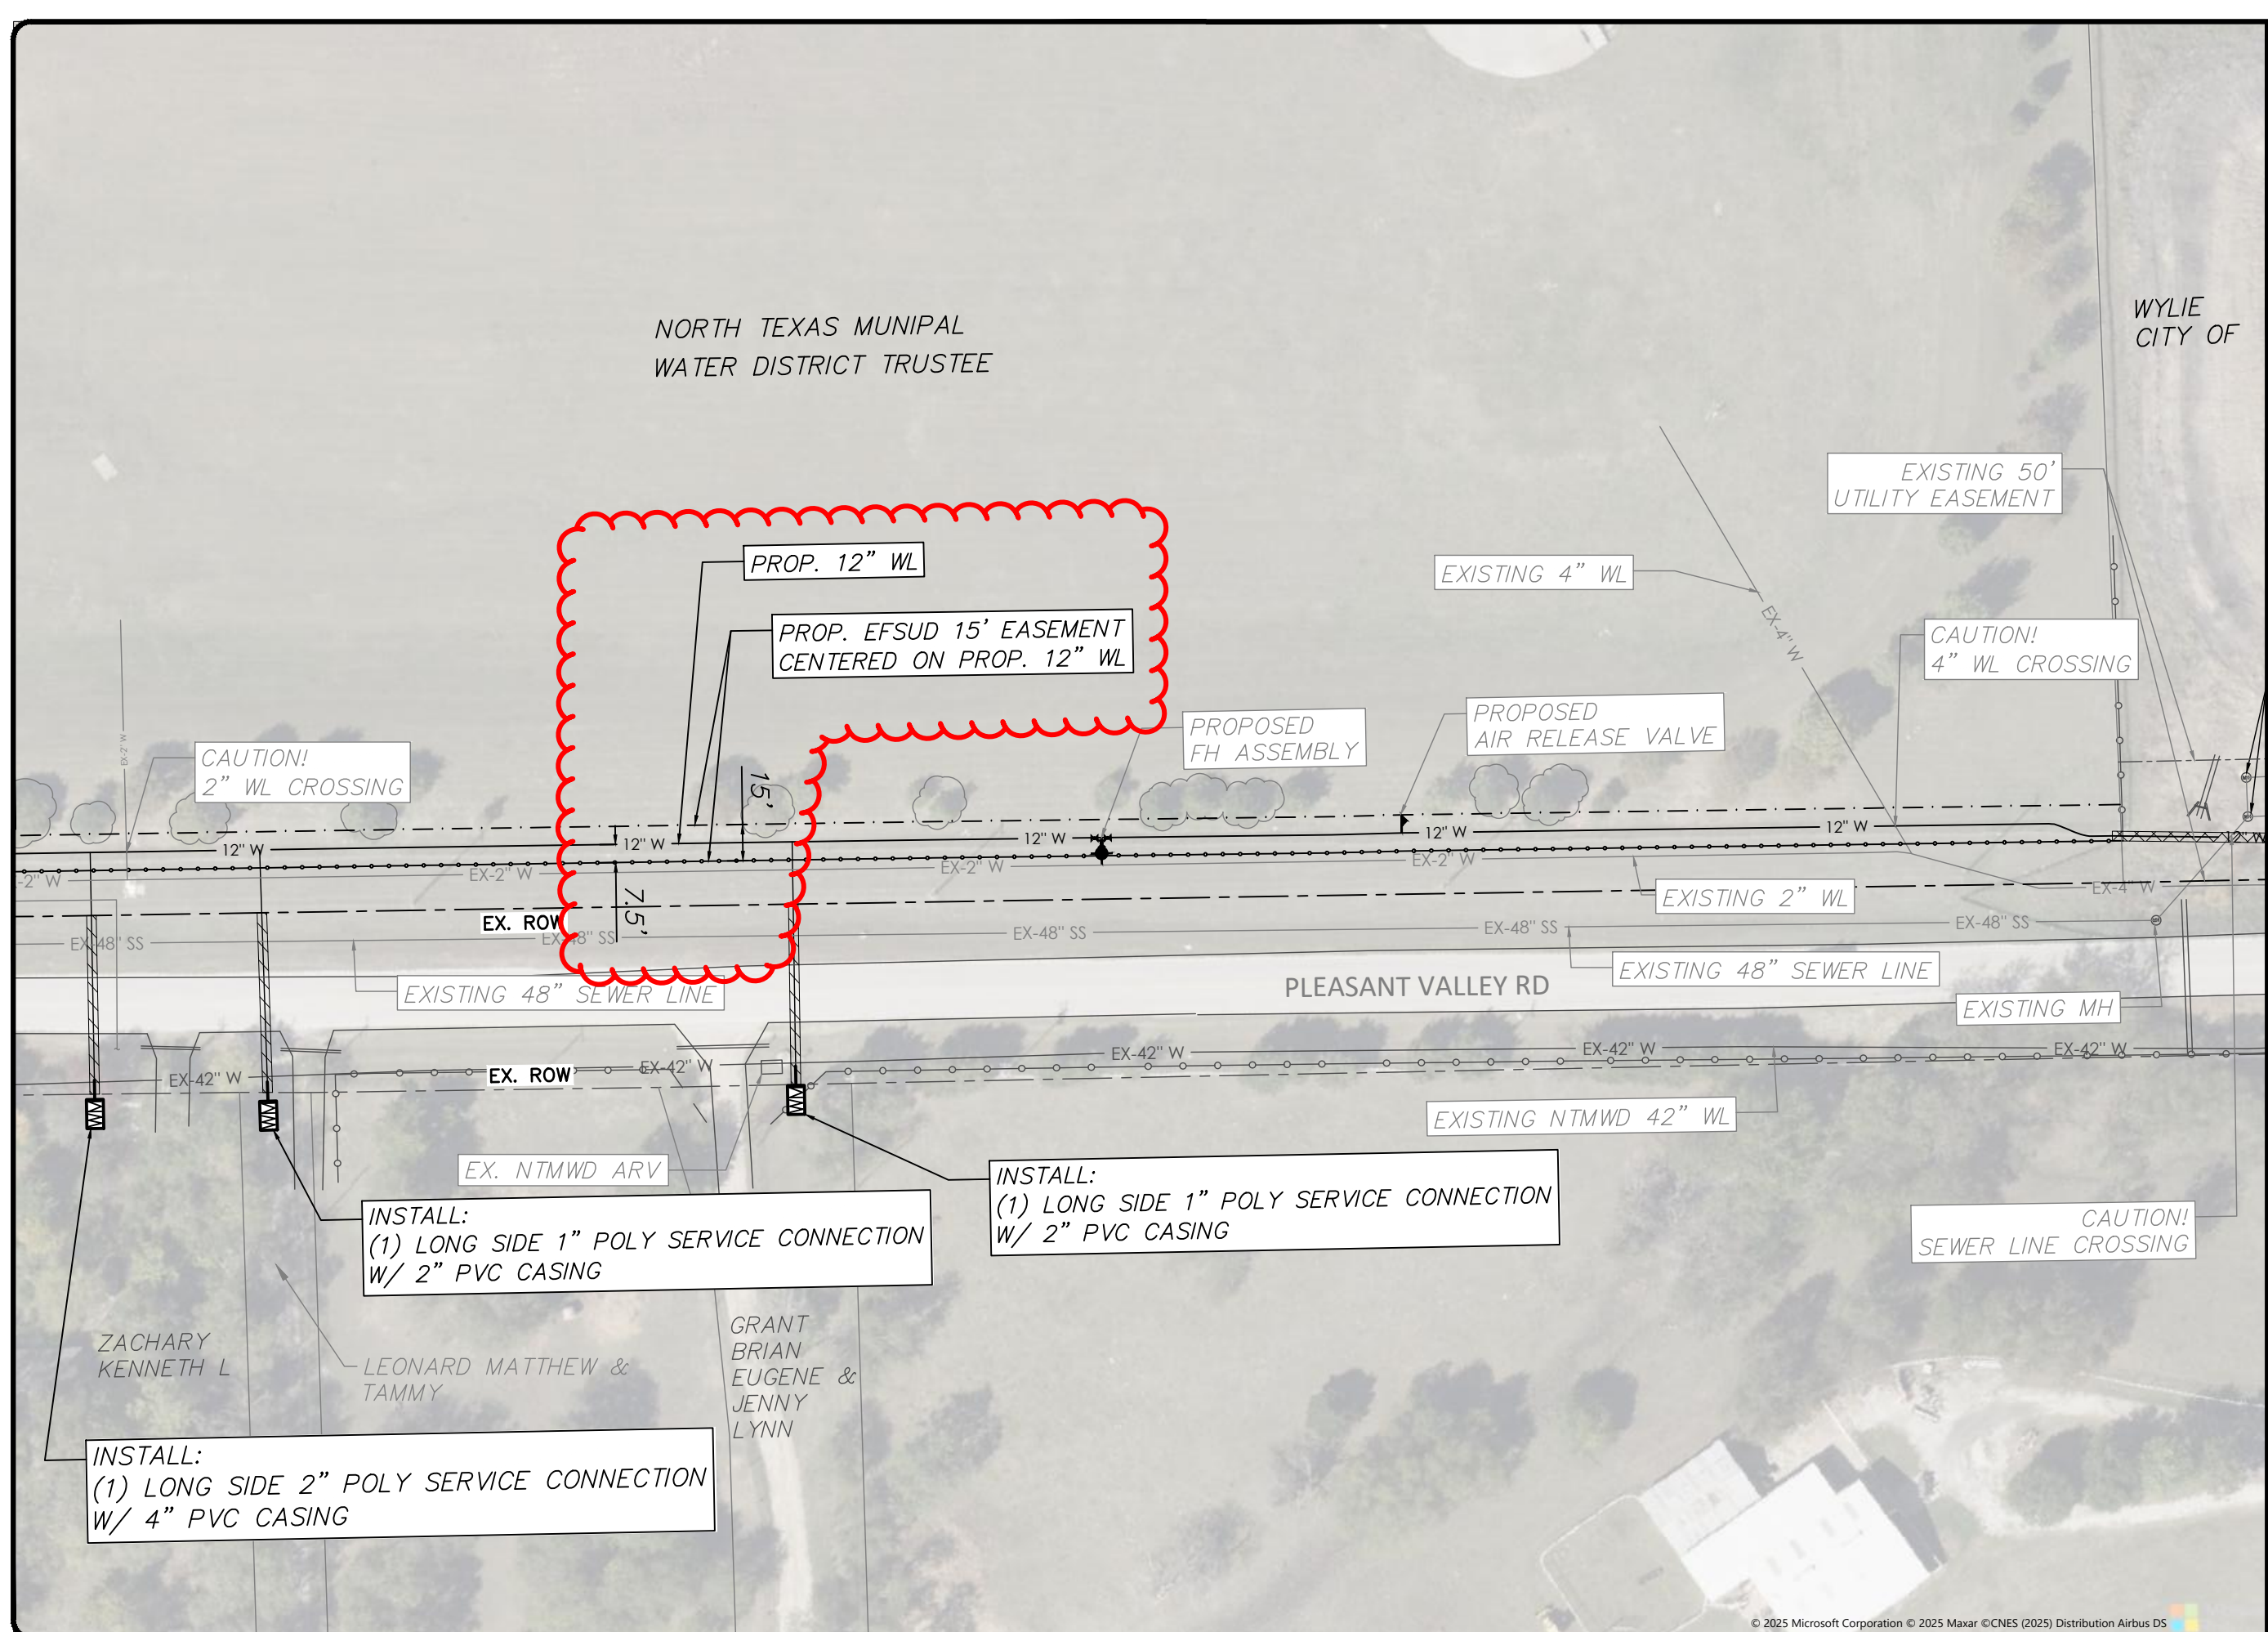 NORTH TEXAS MUNIPAL
WATER DISTRICT TRUSTEE
WYLIE
CITY OF
EXISTING 50'
UTILITY EASEMENT
PROP. 12" WL
EXISTING 4" WL
PROP. EFSUD 15' EASEMENT
CENTERED ON PROP. 12" WL
EX-4" W
CAUTION!
4" WL CROSSING
PROPOSED
FH ASSEMBLY
PROPOSED
AIR RELEASE VALVE
EX-2" W
CAUTION!
2" WL CROSSING
15'
12" W
12" W
12" W
12" W
12" W
12" W
EX-2" W
EX-2" W
EX-2" W
EX-2" W
EXISTING 2" WL
EX-4" W
7.5'
EX. ROW
EX-48" SS
EX-48" SS
EX-48" SS
EX-48" SS
EX-48" SS
EXISTING 48" SEWER LINE
EXISTING 48" SEWER LINE
PLEASANT VALLEY RD
EXISTING MH
EX-42" W
EX. ROW
EX-42" W
EX-42" W
EX-42" W
EX-42" W
WM
WM
WM
EXISTING NTMWD 42" WL
EX. NTMWD ARV
INSTALL:
(1) LONG SIDE 1" POLY SERVICE CONNECTION
W/ 2" PVC CASING
INSTALL:
(1) LONG SIDE 1" POLY SERVICE CONNECTION
W/ 2" PVC CASING
CAUTION!
SEWER LINE CROSSING
ZACHARY
KENNETH L
LEONARD MATTHEW &
TAMMY
GRANT
BRIAN
EUGENE &
JENNY
LYNN
INSTALL:
(1) LONG SIDE 2" POLY SERVICE CONNECTION
W/ 4" PVC CASING
© 2025 Microsoft Corporation © 2025 Maxar ©CNES (2025) Distribution Airbus DS